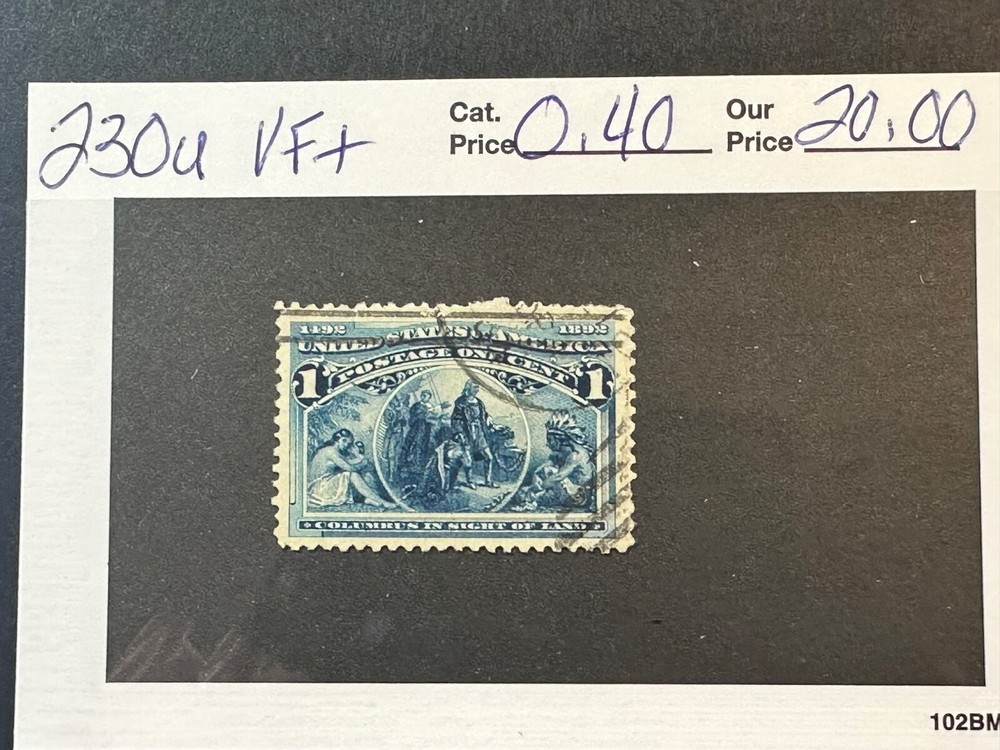 230u VF+ Cat. Price 0.40 Our Price 20.00
1492 1892
UNITED STATES OF AMERICA
POSTAGE ONE CENT
1 1
COLUMBUS IN SIGHT OF LAND
102BM